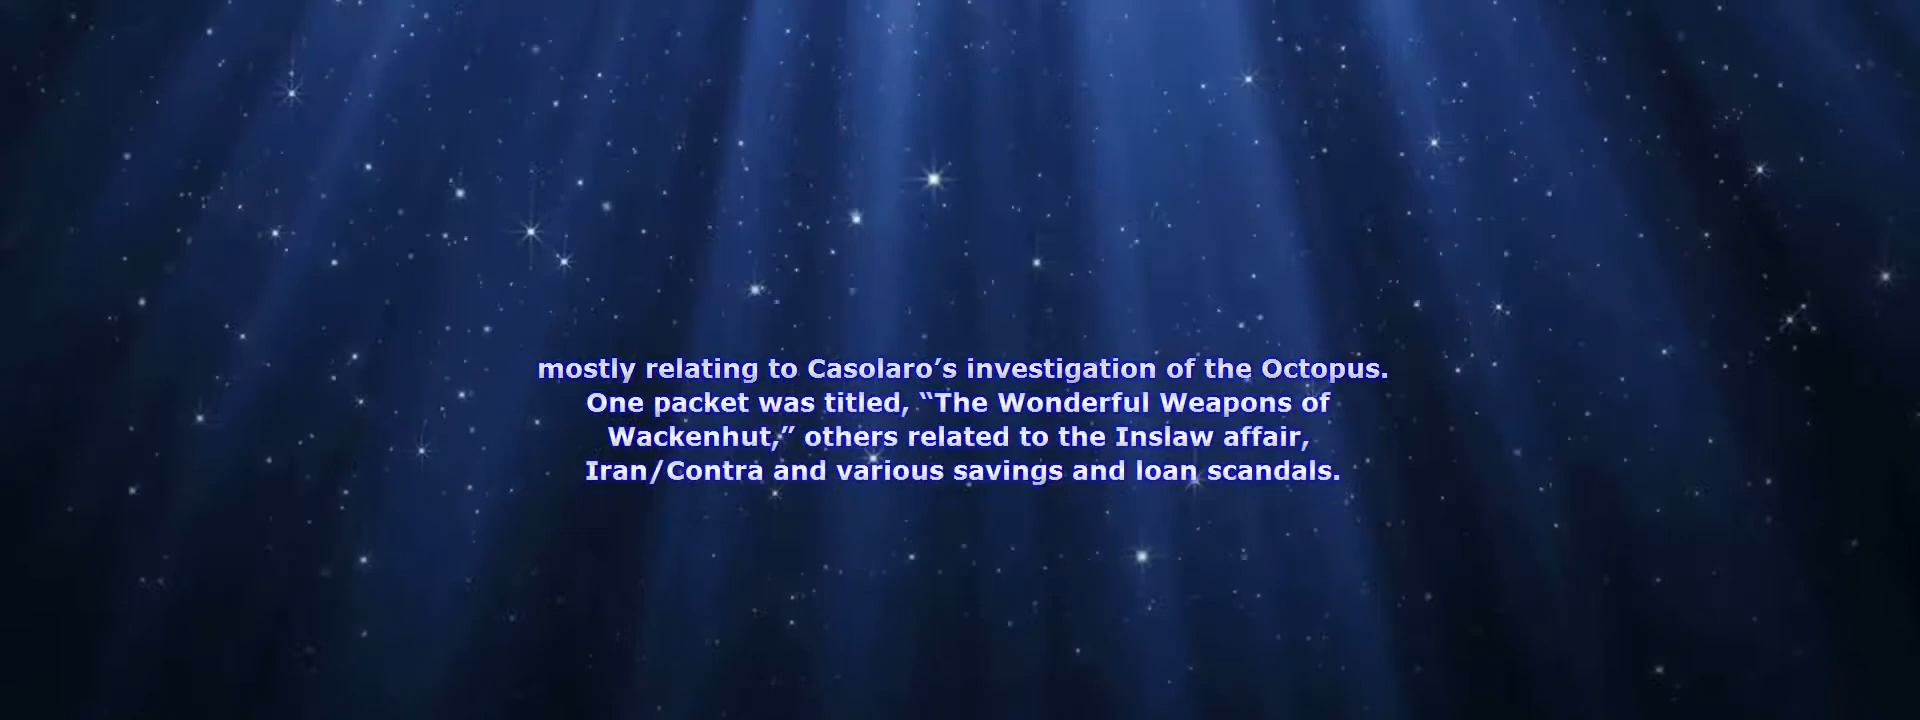 mostly relating to Casolaro’s investigation of the Octopus.
One packet was titled, “The Wonderful Weapons of
Wackenhut,” others related to the Inslaw affair,
Iran/Contra and various savings and loan scandals.